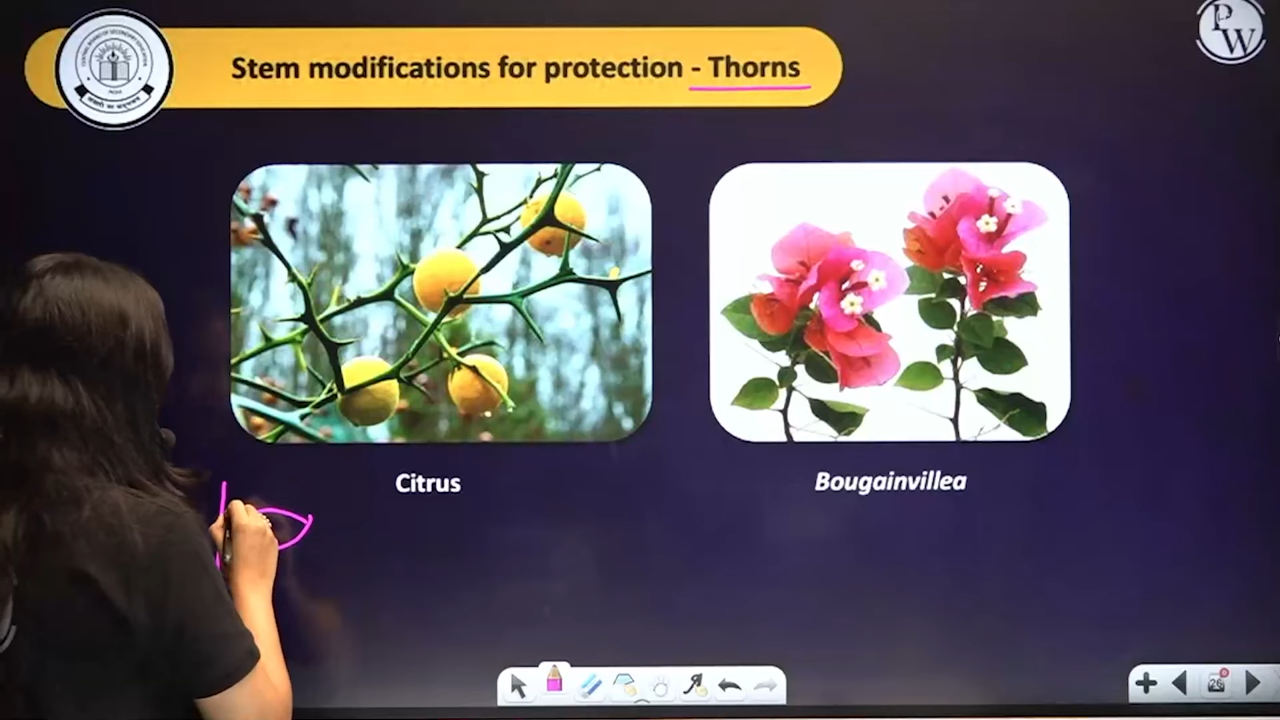 Stem modifications for protection - Thorns
P
W
Citrus
Bougainvillea